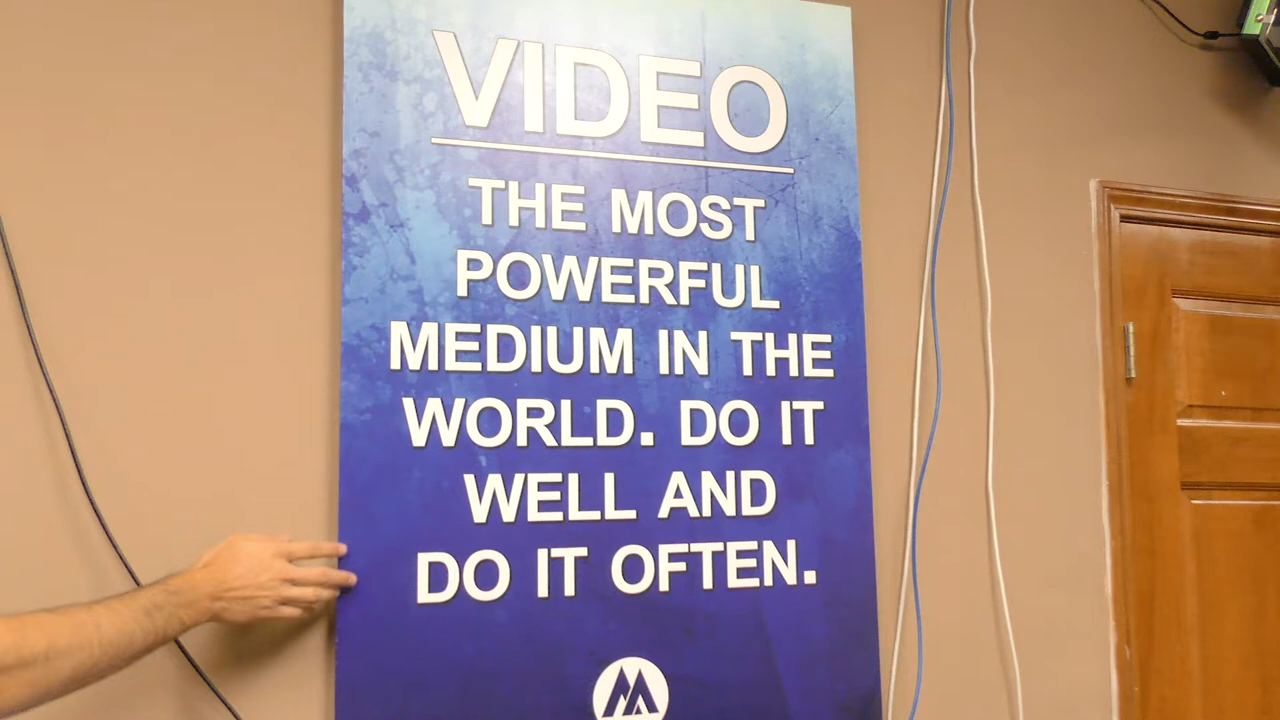 VIDEO
THE MOST
POWERFUL
MEDIUM IN THE
WORLD. DO IT
WELL AND
DO IT OFTEN.